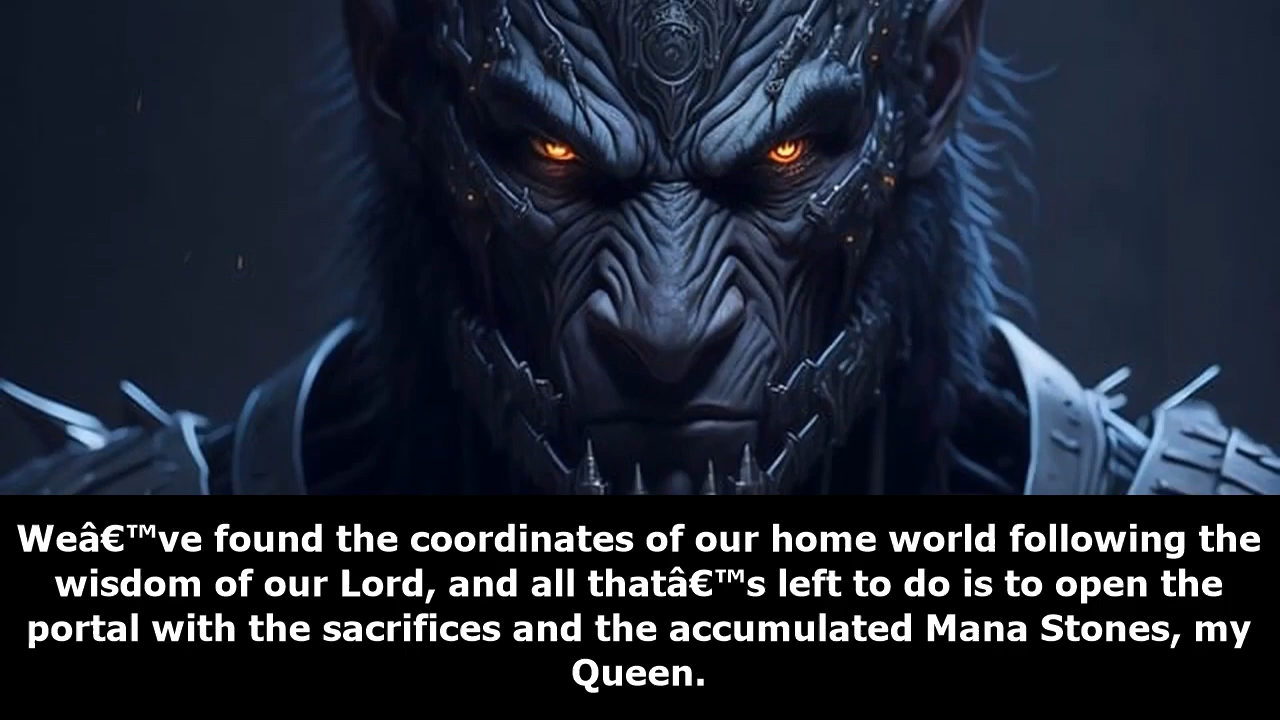 Weâ€™ve found the coordinates of our home world following the
wisdom of our Lord, and all thatâ€™s left to do is to open the
portal with the sacrifices and the accumulated Mana Stones, my
Queen.